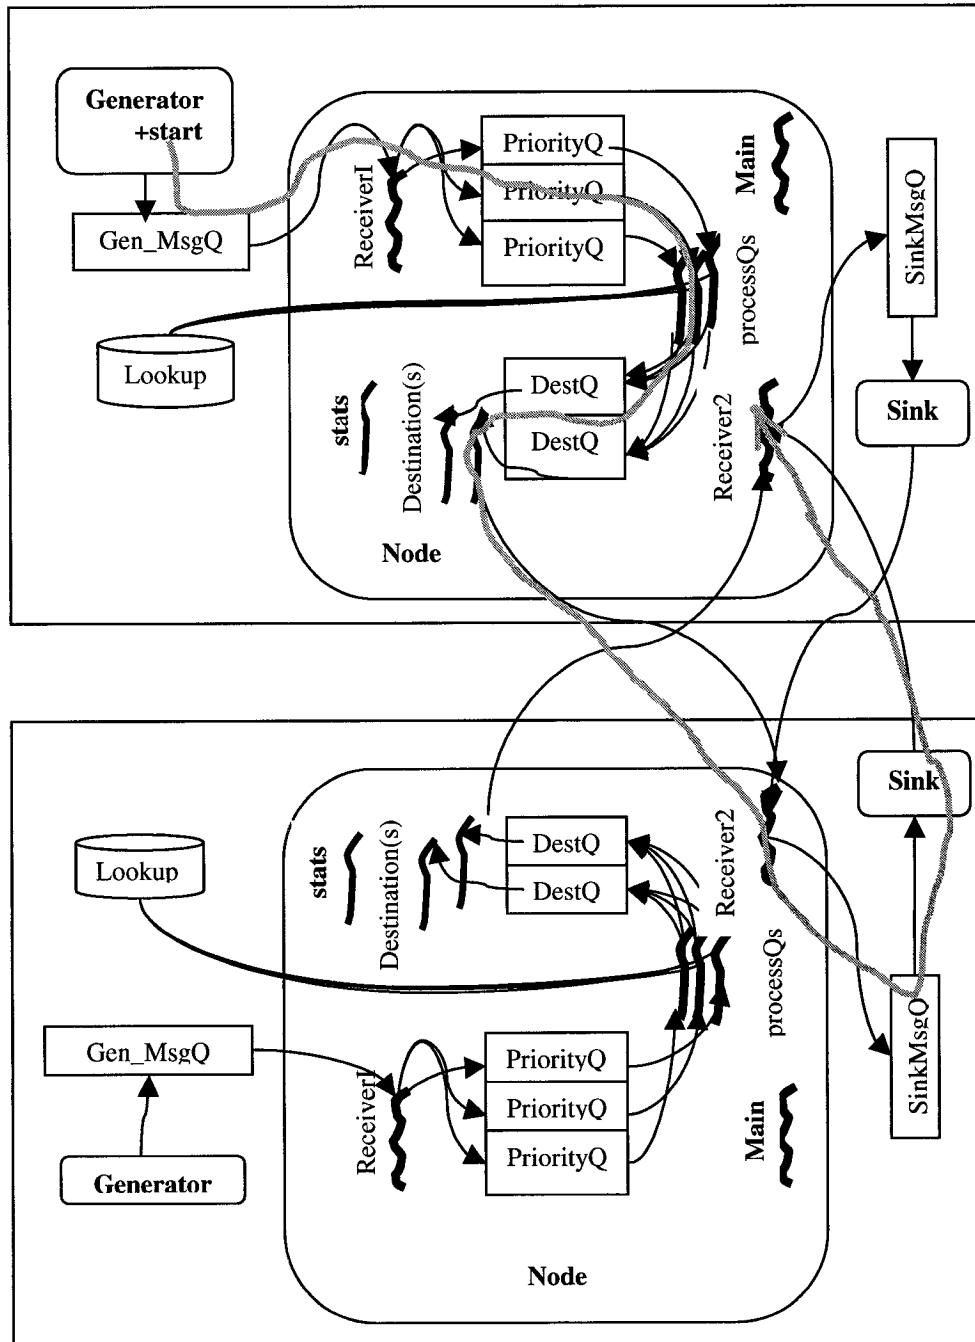 Generator
+start
Gen_MsgQ
Lookup
Receiver1
PriorityQ
PriorityQ
PriorityQ
Main
processQs
SinkMsgQ
Sink
stats
Destination(s)
DestQ
DestQ
Receiver2
Node
Lookup
stats
Destination(s)
DestQ
DestQ
Receiver2
Sink
processQs
SinkMsgQ
Gen_MsgQ
Receiver1
PriorityQ
PriorityQ
PriorityQ
Main
Generator
Node